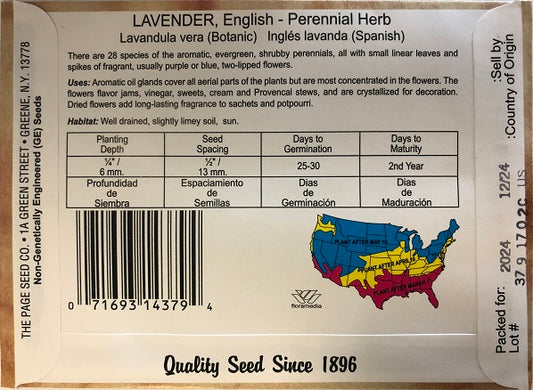 LAVENDER, English - Perennial Herb
Lavandula vera (Botanic) Inglés lavanda (Spanish)
There are 28 species of the aromatic, evergreen, shrubby perennials, all with small linear leaves and
spikes of fragrant, usually purple or blue, two-lipped flowers.
Uses: Aromatic oil glands cover all aerial parts of the plants but are most concentrated in the flowers. The
flowers flavor jams, vinegar, sweets, cream and Provencal stews, and are crystallized for decoration.
Dried flowers add long-lasting fragrance to sachets and potpourri.
Habitat: Well drained, slightly limey soil, sun.
Planting Depth
Seed Spacing
Days to Germination
Days to Maturity
¼" / 6 mm.
½" / 13 mm.
25-30
2nd Year
Profundidad de Siembra
Espaciamiento de Semillas
Dias de Germinación
Dias de Maduración
PLANT AFTER MAY 15
PLANT AFTER APRIL 15
PLANT AFTER MARCH
0 71693 14379 4
floramedia
Quality Seed Since 1896
THE PAGE SEED CO. • 1A GREEN STREET • GREENE, N.Y. 13778
Non-Genetically Engineered (GE) Seeds
Packed for: 2024 12/24 :Sell by
Lot # 37 9 17 02C US :Country of Origin